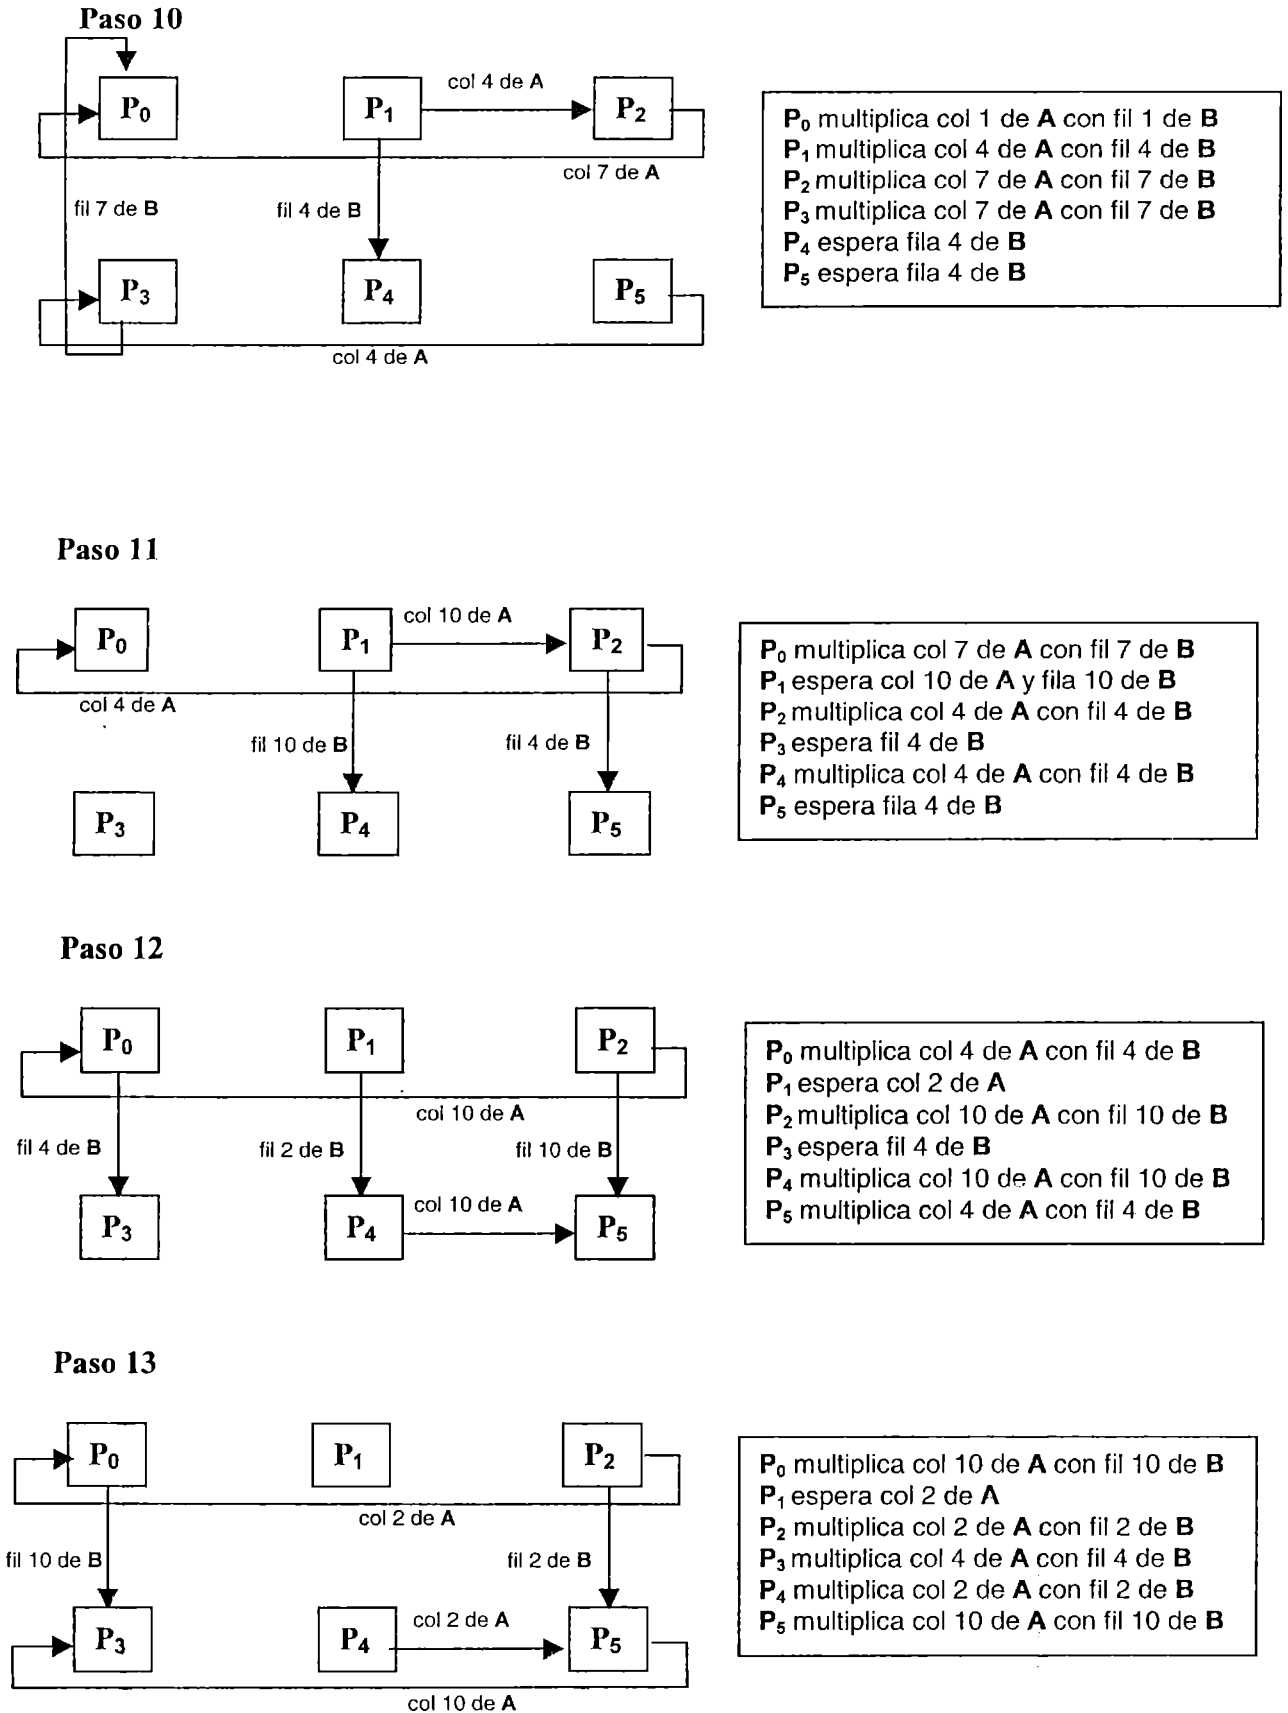 Paso 10
P0
P1
col 4 de A
P2
col 7 de A
fil 7 de B
fil 4 de B
P3
P4
P5
col 4 de A
P0 multiplica col 1 de A con fil 1 de B
P1 multiplica col 4 de A con fil 4 de B
P2 multiplica col 7 de A con fil 7 de B
P3 multiplica col 7 de A con fil 7 de B
P4 espera fila 4 de B
P5 espera fila 4 de B
Paso 11
P0
P1
col 10 de A
P2
col 4 de A
fil 10 de B
fil 4 de B
P3
P4
P5
P0 multiplica col 7 de A con fil 7 de B
P1 espera col 10 de A y fila 10 de B
P2 multiplica col 4 de A con fil 4 de B
P3 espera fil 4 de B
P4 multiplica col 4 de A con fil 4 de B
P5 espera fila 4 de B
Paso 12
P0
P1
P2
col 10 de A
fil 4 de B
fil 2 de B
fil 10 de B
P3
P4
col 10 de A
P5
P0 multiplica col 4 de A con fil 4 de B
P1 espera col 2 de A
P2 multiplica col 10 de A con fil 10 de B
P3 espera fil 4 de B
P4 multiplica col 10 de A con fil 10 de B
P5 multiplica col 4 de A con fil 4 de B
Paso 13
P0
P1
P2
col 2 de A
fil 10 de B
fil 2 de B
P3
P4
col 2 de A
P5
col 10 de A
P0 multiplica col 10 de A con fil 10 de B
P1 espera col 2 de A
P2 multiplica col 2 de A con fil 2 de B
P3 multiplica col 4 de A con fil 4 de B
P4 multiplica col 2 de A con fil 2 de B
P5 multiplica col 10 de A con fil 10 de B